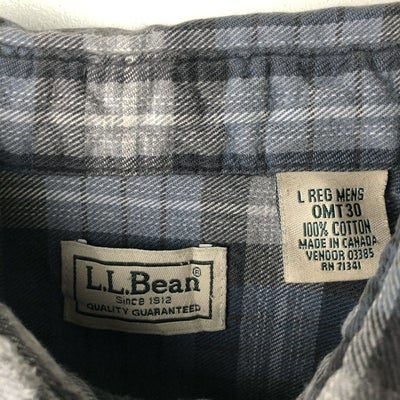 L.L.Bean®
Since 1912
QUALITY GUARANTEED
L REG MENS
OMT30
100% COTTON
MADE IN CANADA
VENDOR 03385
RN 71341